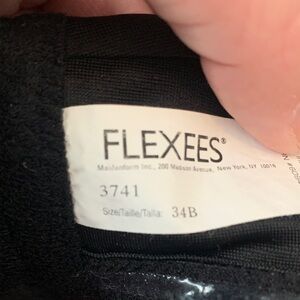 FLEXEES®
Maidenform Inc., 200 Madison Avenue, New York, NY 10016
3741
Size/Taille/Talla: 34B